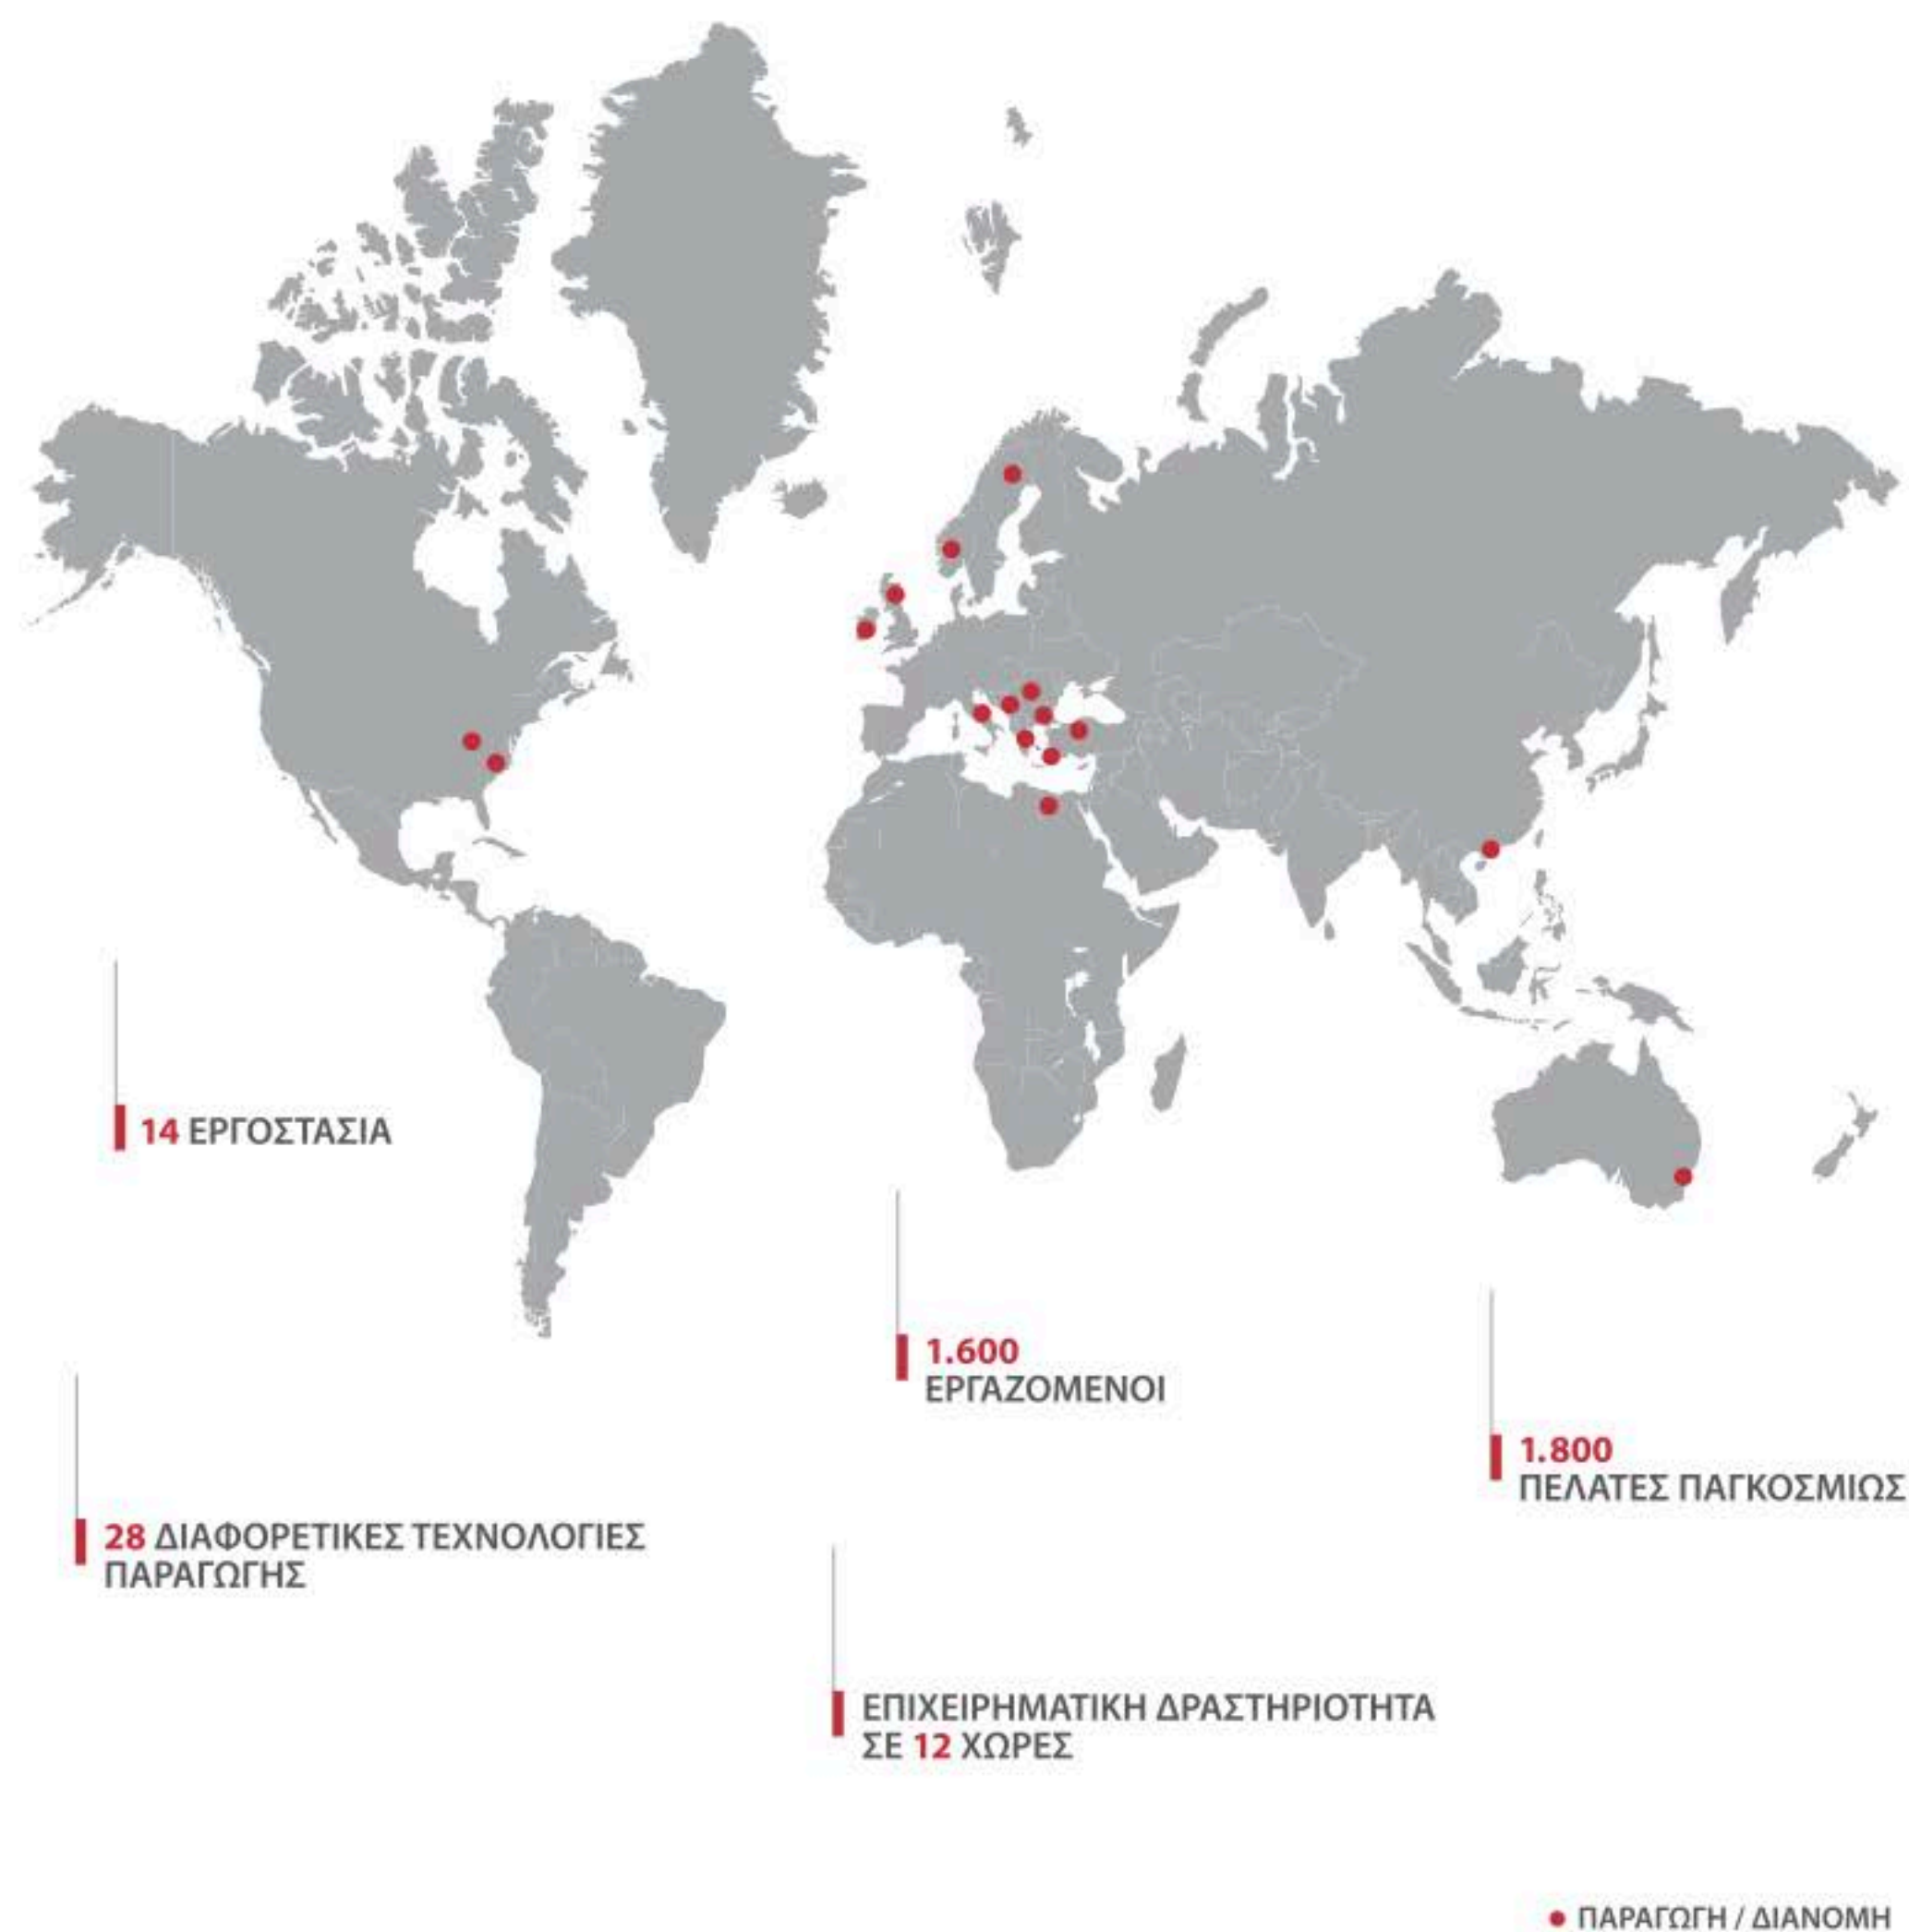 14 ΕΡΓΟΣΤΑΣΙΑ
1.600
ΕΡΓΑΖΟΜΕΝΟΙ
1.800
ΠΕΛΑΤΕΣ ΠΑΓΚΟΣΜΙΩΣ
28 ΔΙΑΦΟΡΕΤΙΚΕΣ ΤΕΧΝΟΛΟΓΙΕΣ
ΠΑΡΑΓΩΓΗΣ
ΕΠΙΧΕΙΡΗΜΑΤΙΚΗ ΔΡΑΣΤΗΡΙΟΤΗΤΑ
ΣΕ 12 ΧΩΡΕΣ
ΠΑΡΑΓΩΓΗ / ΔΙΑΝΟΜΗ